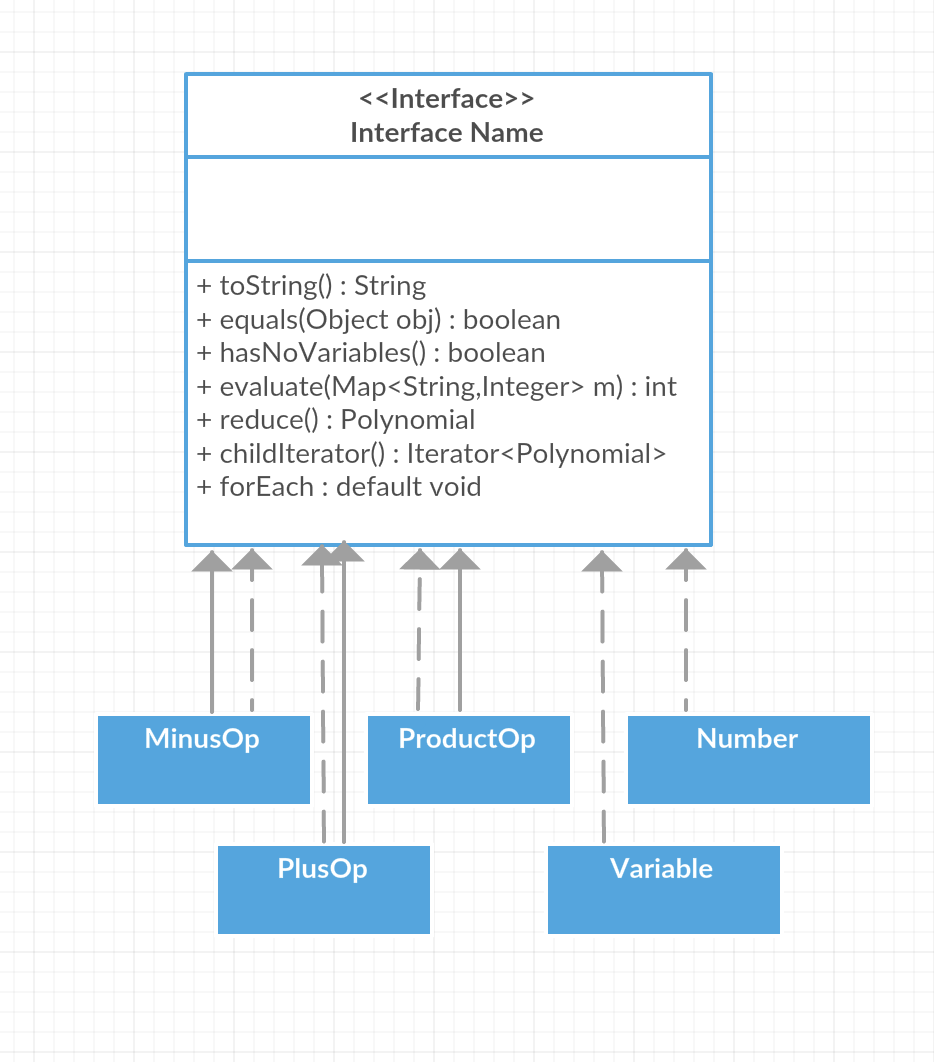 <<Interface>>
Interface Name
+ toString() : String
+ equals(Object obj) : boolean
+ hasNoVariables() : boolean
+ evaluate(Map<String,Integer> m) : int
+ reduce() : Polynomial
+ childIterator() : Iterator<Polynomial>
+ forEach : default void
MinusOp
ProductOp
Number
PlusOp
Variable